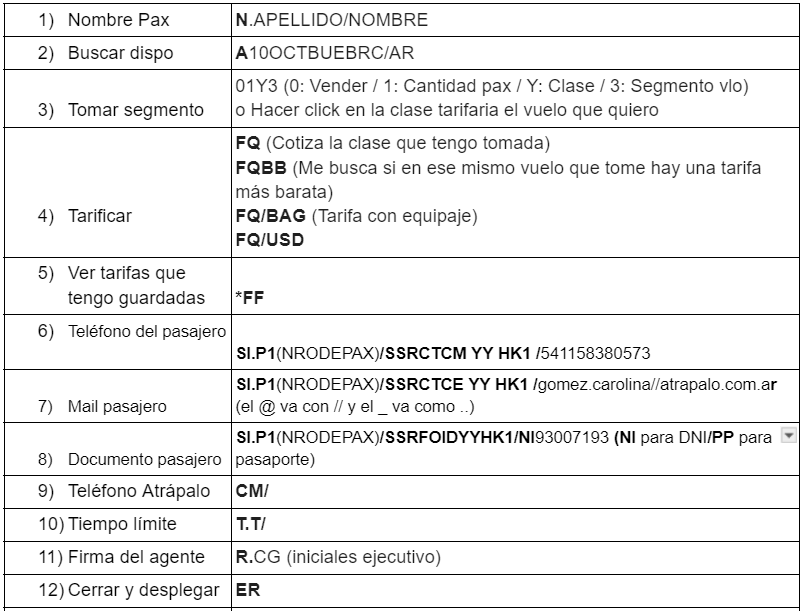 1) Nombre Pax N.APELLIDO/NOMBRE
2) Buscar dispo A10OCTBUEBRC/AR
01Y3 (0: Vender / 1: Cantidad pax / Y: Clase / 3: Segmento vlo)
3) Tomar segmento o Hacer click en la clase tarifaria el vuelo que quiero
FQ (Cotiza la clase que tengo tomada)
FQBB (Me busca si en ese mismo vuelo que tome hay una tarifa
más barata)
4) Tarificar FQ/BAG (Tarifa con equipaje)
FQ/USD
5) Ver tarifas que
tengo guardadas *FF
6) Teléfono del pasajero
SI.P1(NRODEPAX)/SSRCTCM YY HK1 /541158380573
SI.P1(NRODEPAX)/SSRCTCE YY HK1 /gomez.carolina//atrapalo.com.ar
7) Mail pasajero (el @ va con // y el _ va como ..)
SI.P1(NRODEPAX)/SSRFOIDYYHK1/NI93007193 (NI para DNI/PP para
8) Documento pasajero pasaporte)
9) Teléfono Atrápalo CM/
10) Tiempo límite T.T/
11) Firma del agente R.CG (iniciales ejecutivo)
12) Cerrar y desplegar ER